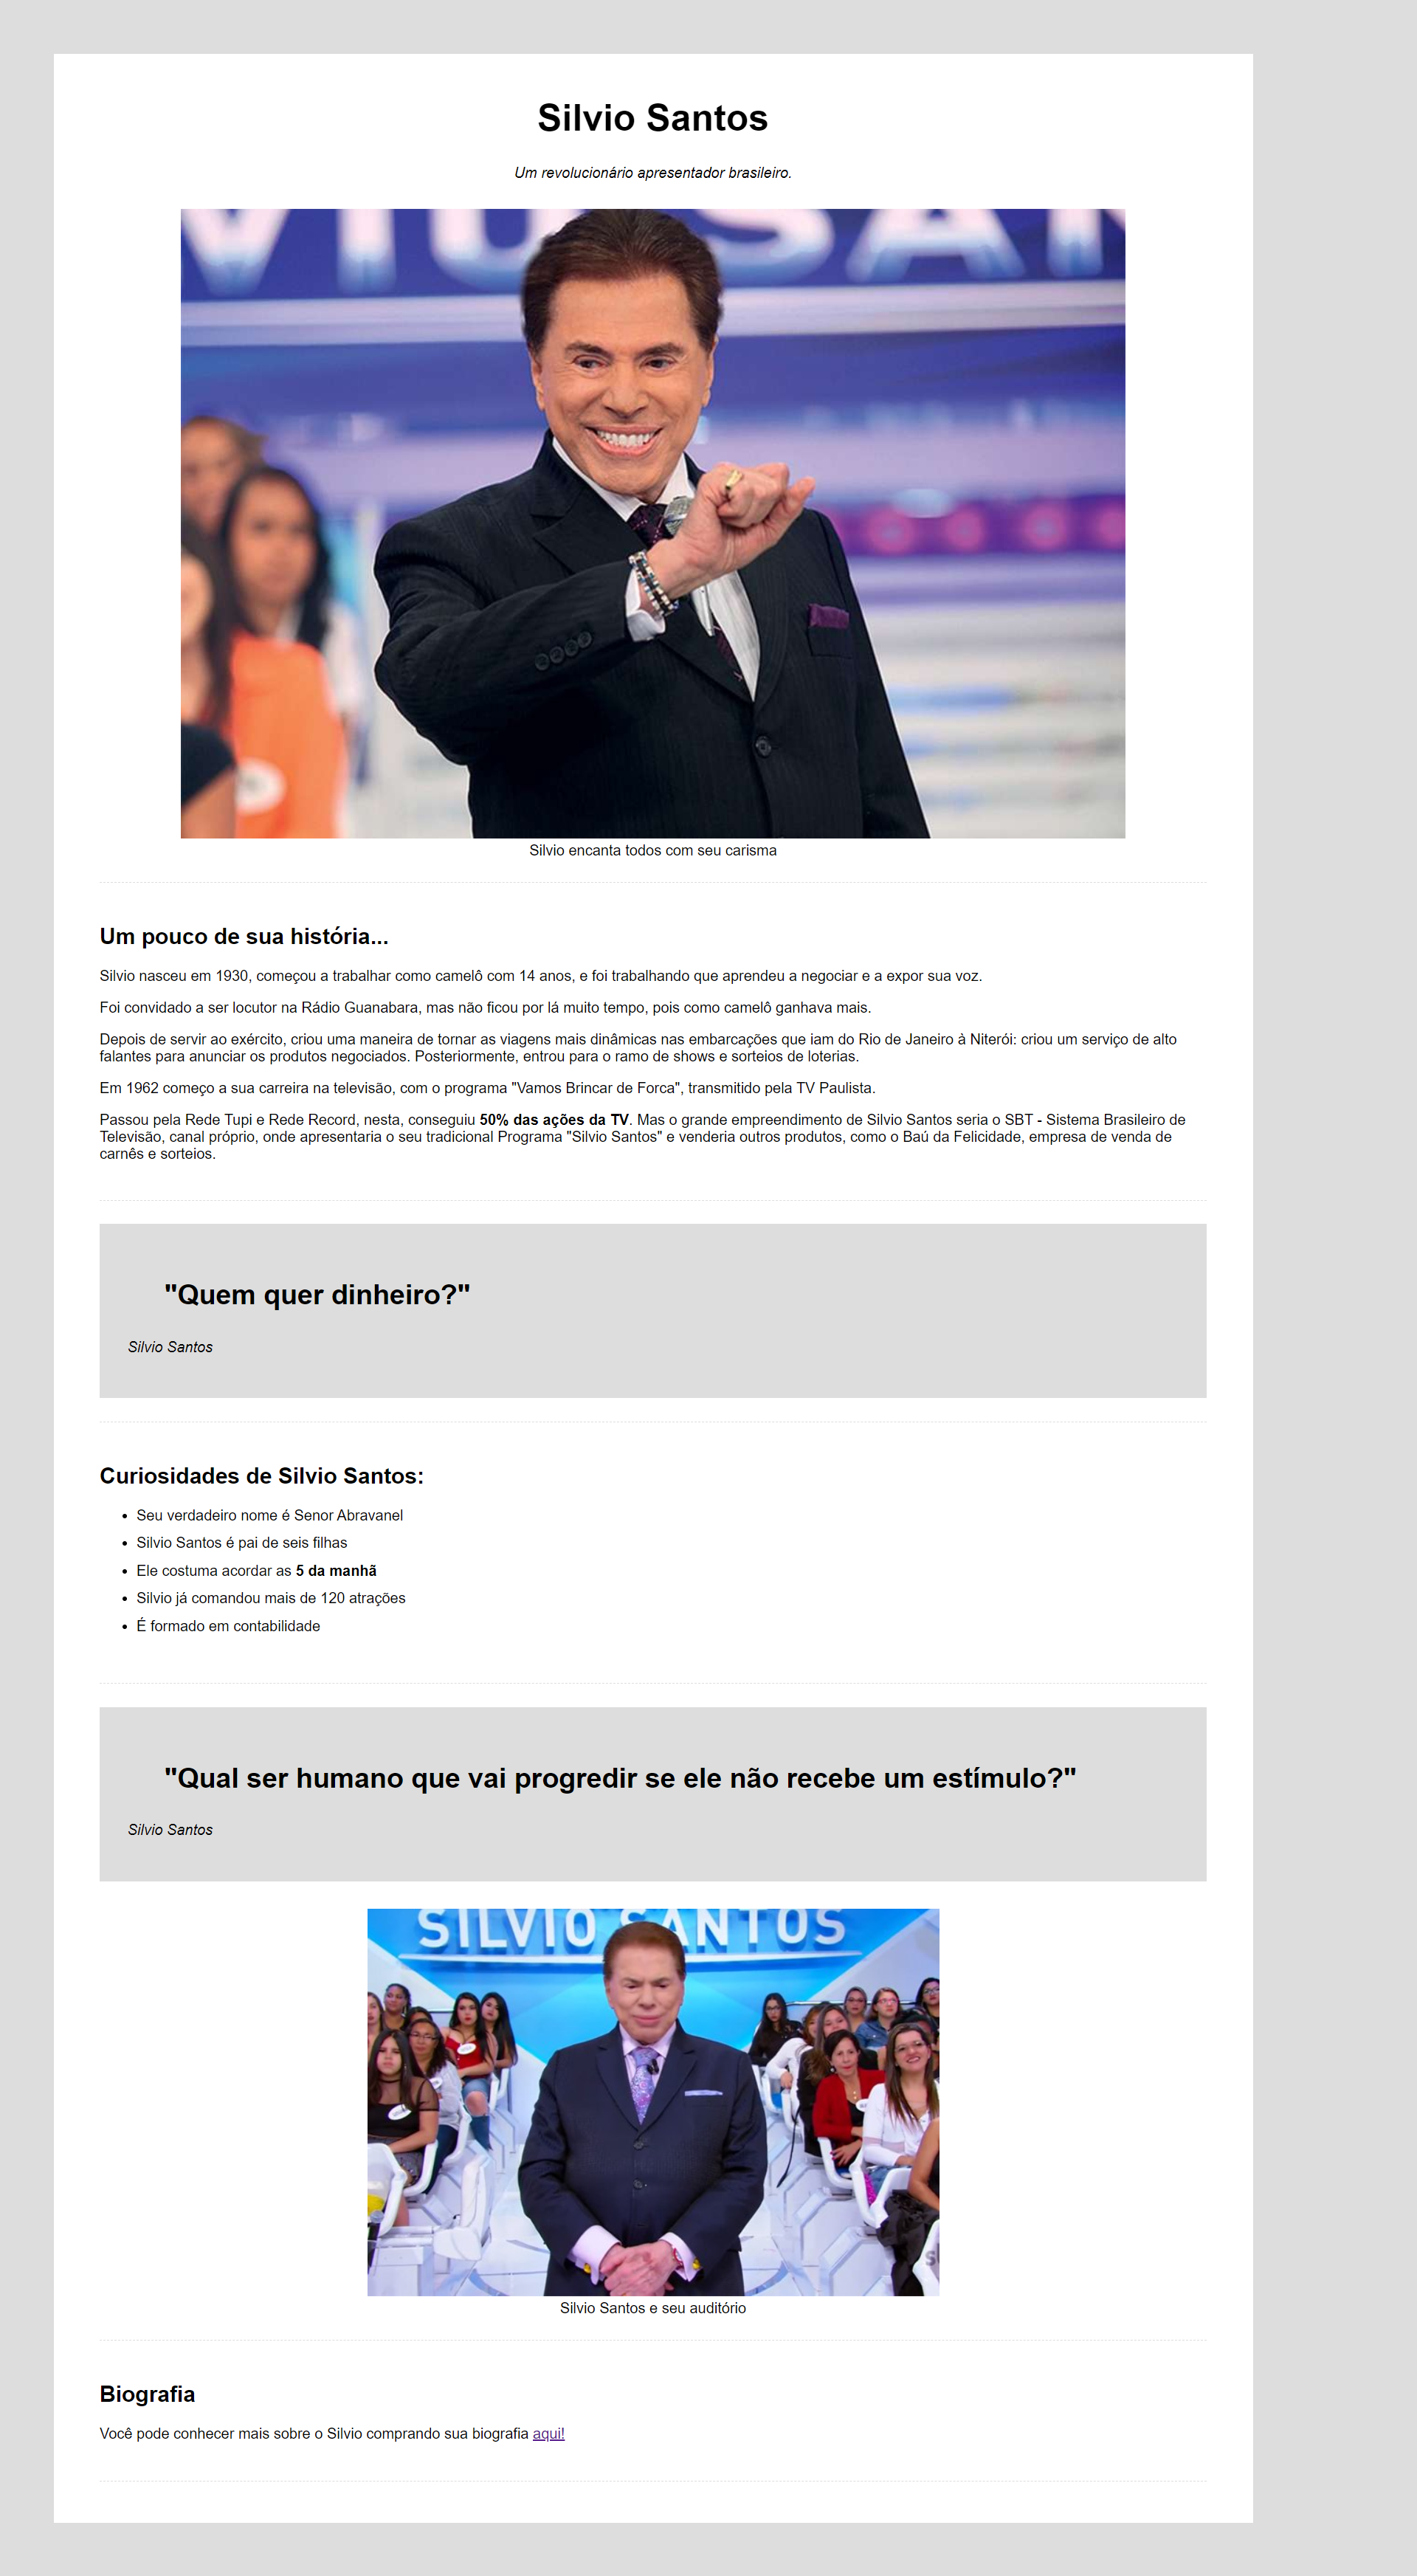 Silvio Santos
Um revolucionário apresentador brasileiro.
Silvio encanta todos com seu carisma
Um pouco de sua história...
Silvio nasceu em 1930, começou a trabalhar como camelô com 14 anos, e foi trabalhando que aprendeu a negociar e a expor sua voz.
Foi convidado a ser locutor na Rádio Guanabara, mas não ficou por lá muito tempo, pois como camelô ganhava mais.
Depois de servir ao exército, criou uma maneira de tornar as viagens mais dinâmicas nas embarcações que iam do Rio de Janeiro à Niterói: criou um serviço de alto
falantes para anunciar os produtos negociados. Posteriormente, entrou para o ramo de shows e sorteios de loterias.
Em 1962 começo a sua carreira na televisão, com o programa "Vamos Brincar de Forca", transmitido pela TV Paulista.
Passou pela Rede Tupi e Rede Record, nesta, conseguiu 50% das ações da TV. Mas o grande empreendimento de Silvio Santos seria o SBT - Sistema Brasileiro de
Televisão, canal próprio, onde apresentaria o seu tradicional Programa "Silvio Santos" e venderia outros produtos, como o Baú da Felicidade, empresa de venda de
carnês e sorteios.
"Quem quer dinheiro?"
Silvio Santos
Curiosidades de Silvio Santos:
• Seu verdadeiro nome é Senor Abravanel
• Silvio Santos é pai de seis filhas
• Ele costuma acordar as 5 da manhã
• Silvio já comandou mais de 120 atrações
• É formado em contabilidade
"Qual ser humano que vai progredir se ele não recebe um estímulo?"
Silvio Santos
SILVIO SANTOS
Silvio Santos e seu auditório
Biografia
Você pode conhecer mais sobre o Silvio comprando sua biografia aqui!